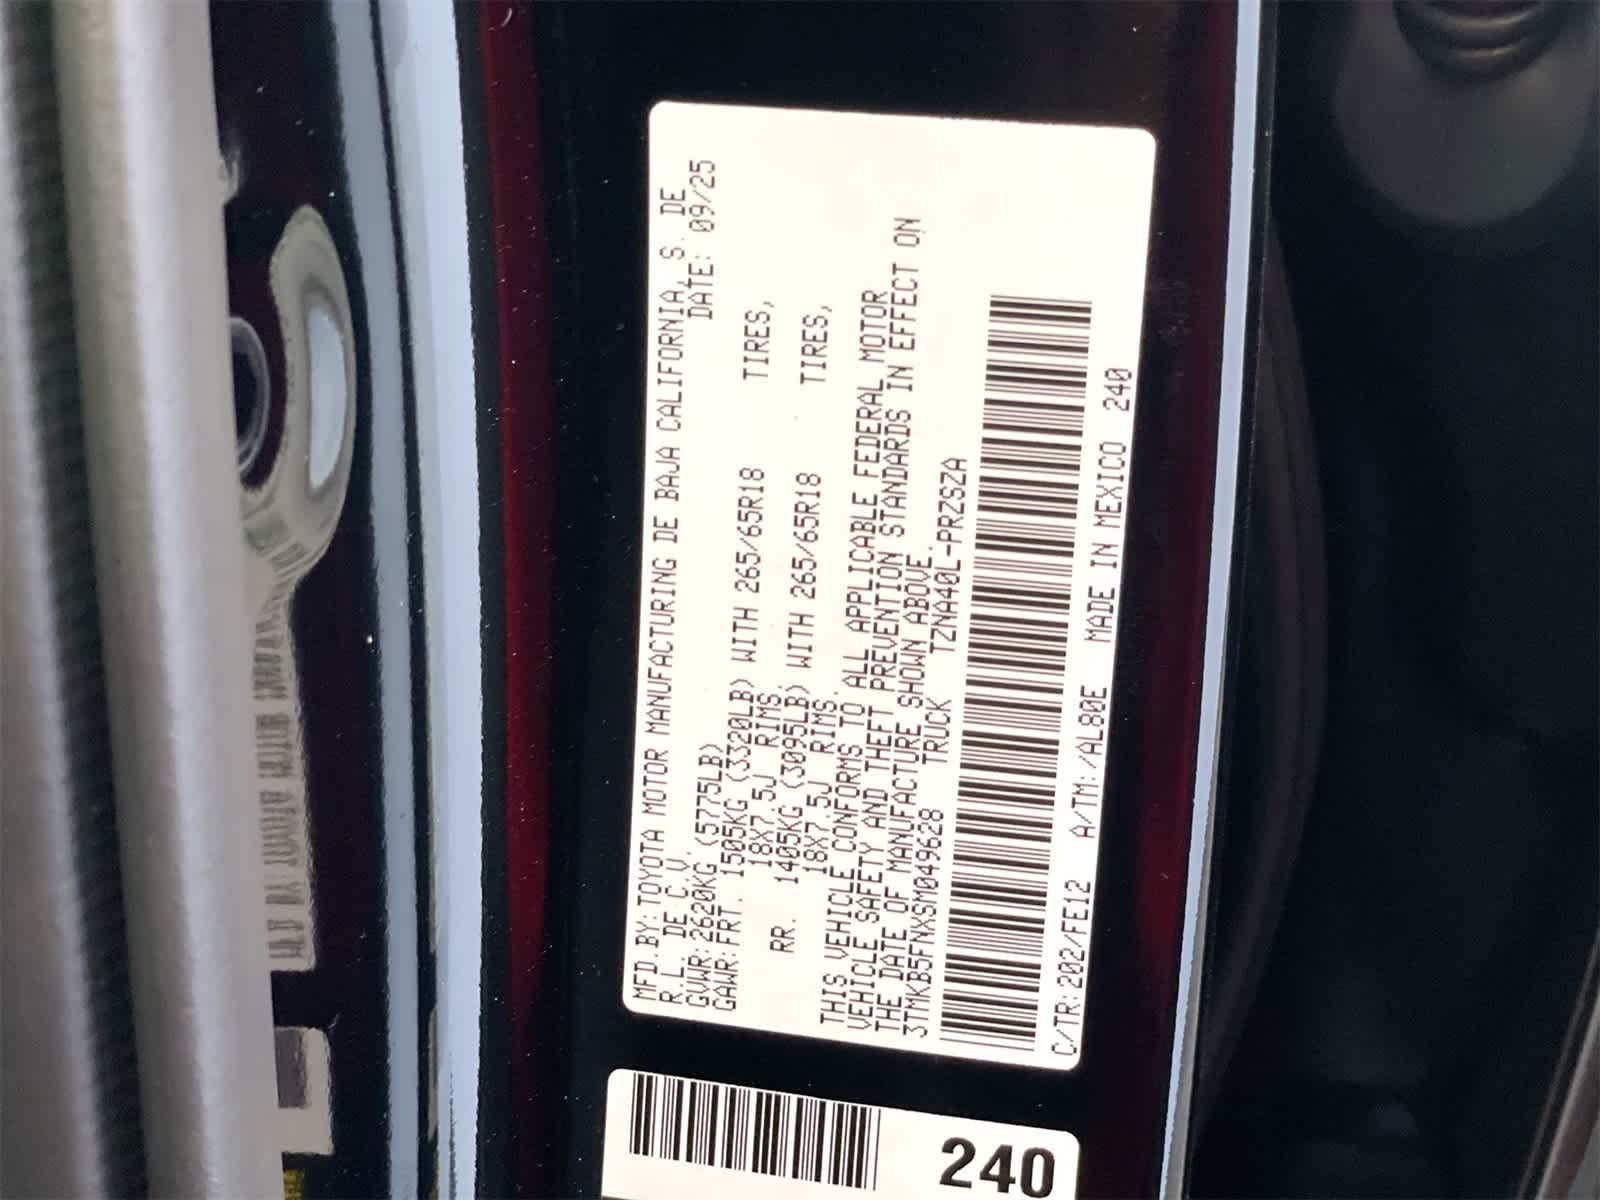 MFD.BY:TOYOTA MOTOR MANUFACTURING DE BAJA CALIFORNIA, S. DE
R.L. DE C.V. DATE: 09/25
GVWR:2620KG (5775LB)
GAWR:FRT. 1505KG (3320LB) WITH 265/65R18 TIRES,
18X7.5J RIMS,
RR. 1405KG (3095LB) WITH 265/65R18 TIRES,
18X7.5J RIMS.
THIS VEHICLE CONFORMS TO ALL APPLICABLE FEDERAL MOTOR
VEHICLE SAFETY AND THEFT PREVENTION STANDARDS IN EFFECT ON
THE DATE OF MANUFACTURE SHOWN ABOVE.
3TMKB5FNXSM049628 TRUCK TZNA40L-PRZSZA
C/TR:202/FE12 A/TM:/AL80E MADE IN MEXICO 240
240